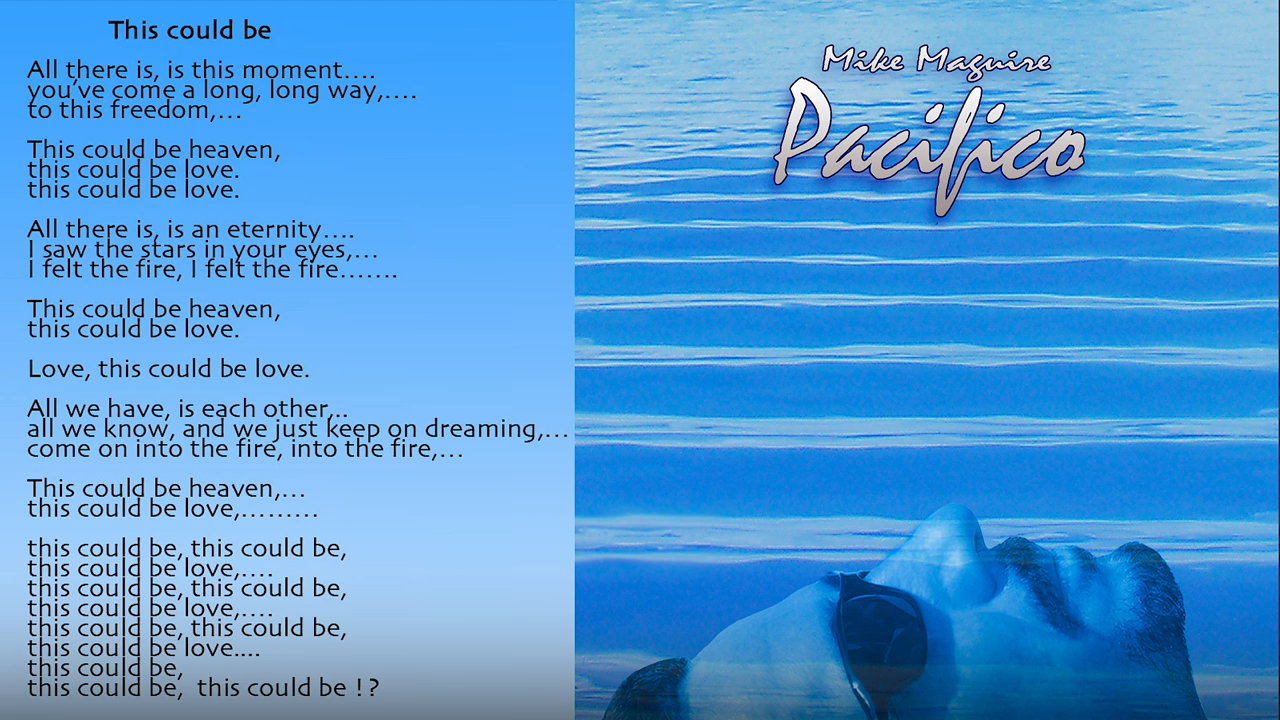 This could be
All there is, is this moment....
you've come a long, long way,....
to this freedom,...
This could be heaven,
this could be love.
this could be love.
All there is, is an eternity....
I saw the stars in your eyes,...
I felt the fire, I felt the fire.......
This could be heaven,
this could be love.
Love, this could be love.
All we have, is each other,..
all we know, and we just keep on dreaming,...
come on into the fire, into the fire,...
This could be heaven,...
this could be love,.........
this could be, this could be,
this could be love,....
this could be, this could be,
this could be love,....
this could be, this could be,
this could be love....
this could be,
this could be,  this could be !?
Mike Maguire
Pacifico